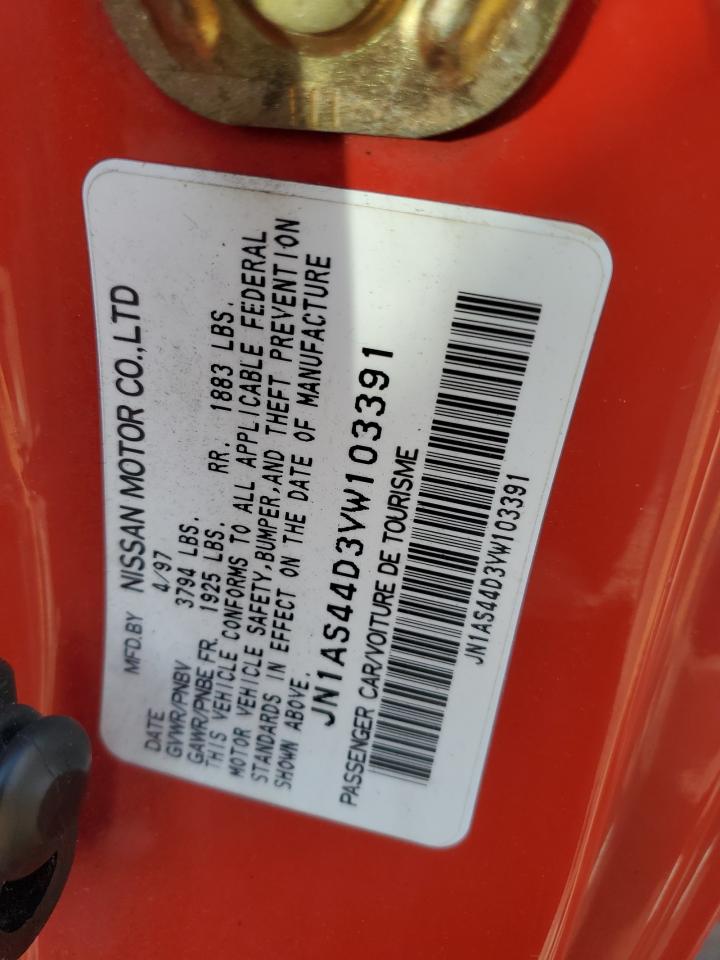 MFD.BY NISSAN MOTOR CO.,LTD
DATE 4/97
GVWR/PNBV 3794 LBS.
GAWR/PNBE FR. 1925 LBS. RR. 1883 LBS.
THIS VEHICLE CONFORMS TO ALL APPLICABLE FEDERAL
MOTOR VEHICLE SAFETY,BUMPER,AND THEFT PREVENTION
STANDARDS IN EFFECT ON THE DATE OF MANUFACTURE
SHOWN ABOVE.
JN1AS44D3VW103391
PASSENGER CAR/VOITURE DE TOURISME
JN1AS44D3VW103391